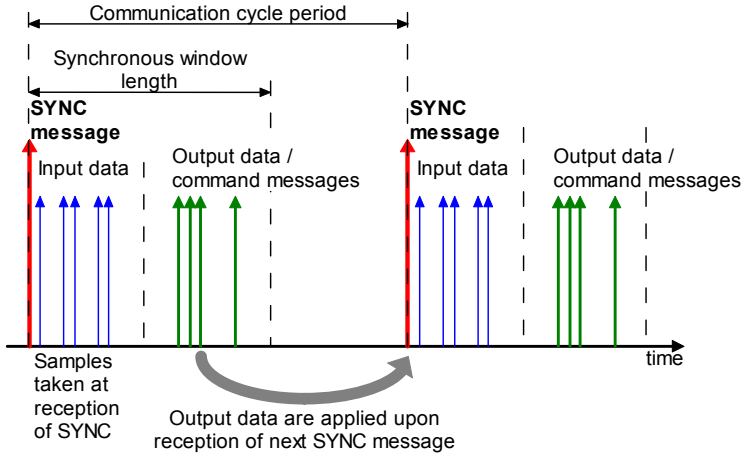 Communication cycle period
Synchronous window
length
SYNC
message
Input data
Output data /
command messages
SYNC
message
Input data
Output data /
command messages
time
Samples
taken at
reception
of SYNC
Output data are applied upon
reception of next SYNC message